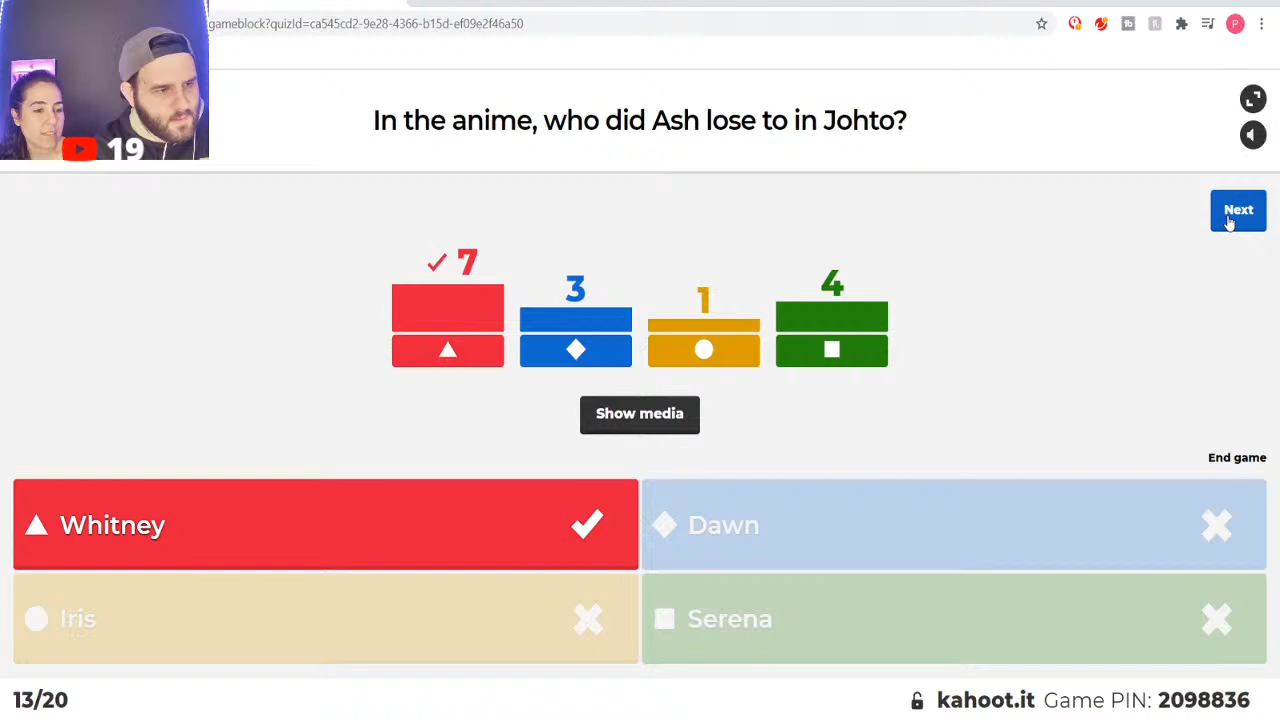 gameblock?quizId=ca545cd2-9e28-4366-b15d-ef09e2f46a50
P
19
In the anime, who did Ash lose to in Johto?
Next
7
3
1
4
Show media
End game
Whitney
Dawn
Iris
Serena
13/20
kahoot.it Game PIN: 2098836